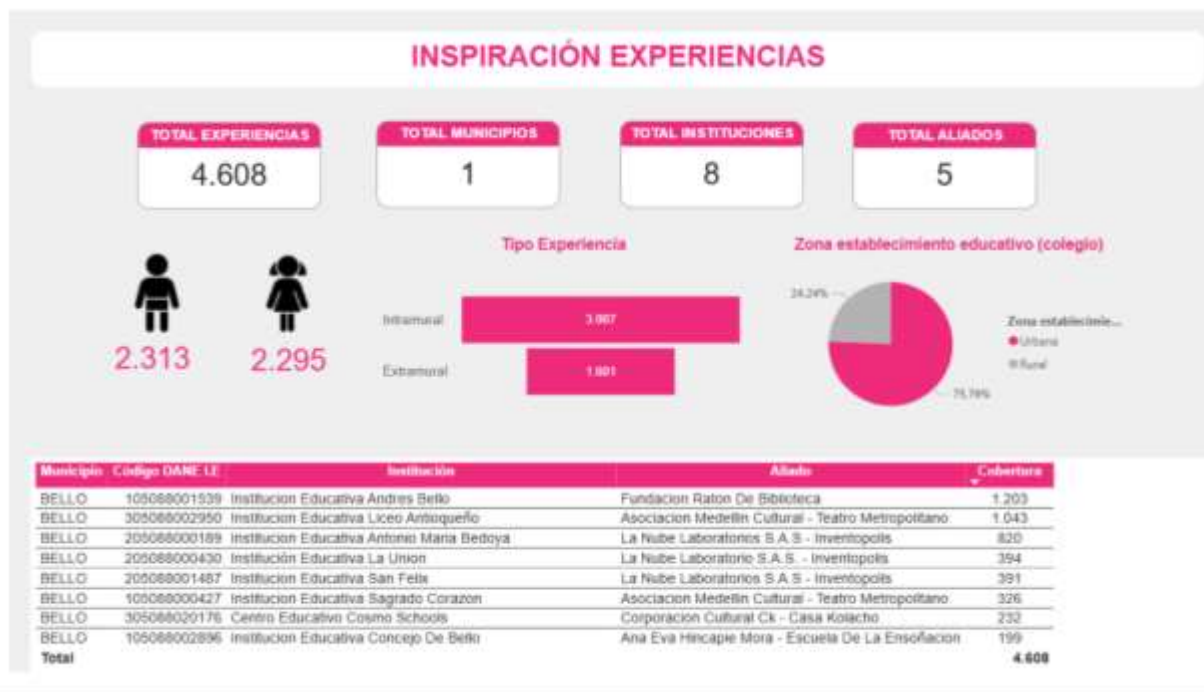 INSPIRACIÓN EXPERIENCIAS
TOTAL EXPERIENCIAS
4.608
TOTAL MUNICIPIOS
1
TOTAL INSTITUCIONES
8
TOTAL ALIADOS
5
2.313
2.295
Tipo Experiencia
Intramural 3.007
Extramural 1.601
Zona establecimiento educativo (colegio)
24,24%
75,76%
Zona establecimie...
Urbana
Rural
Municipio Código DANE I.E Institución Aliado Cobertura
BELLO 105088001539 Institucion Educativa Andres Bello Fundacion Raton De Biblioteca 1.203
BELLO 305088002950 Institucion Educativa Liceo Antioqueño Asociacion Medellin Cultural - Teatro Metropolitano 1.043
BELLO 205088000189 Institucion Educativa Antonio Maria Bedoya La Nube Laboratorios S.A.S - Inventopolis 820
BELLO 205088000430 Institución Educativa La Union La Nube Laboratorio S.A.S. - Inventopolis 394
BELLO 205088001487 Institucion Educativa San Felix La Nube Laboratorios S.A.S - Inventopolis 391
BELLO 105088000427 Institucion Educativa Sagrado Corazon Asociacion Medellin Cultural - Teatro Metropolitano 326
BELLO 305088020176 Centro Educativo Cosmo Schools Corporacion Cultural Ck - Casa Kolacho 232
BELLO 105088002896 Institucion Educativa Concejo De Bello Ana Eva Hincapie Mora - Escuela De La Ensoñacion 199
Total 4.608